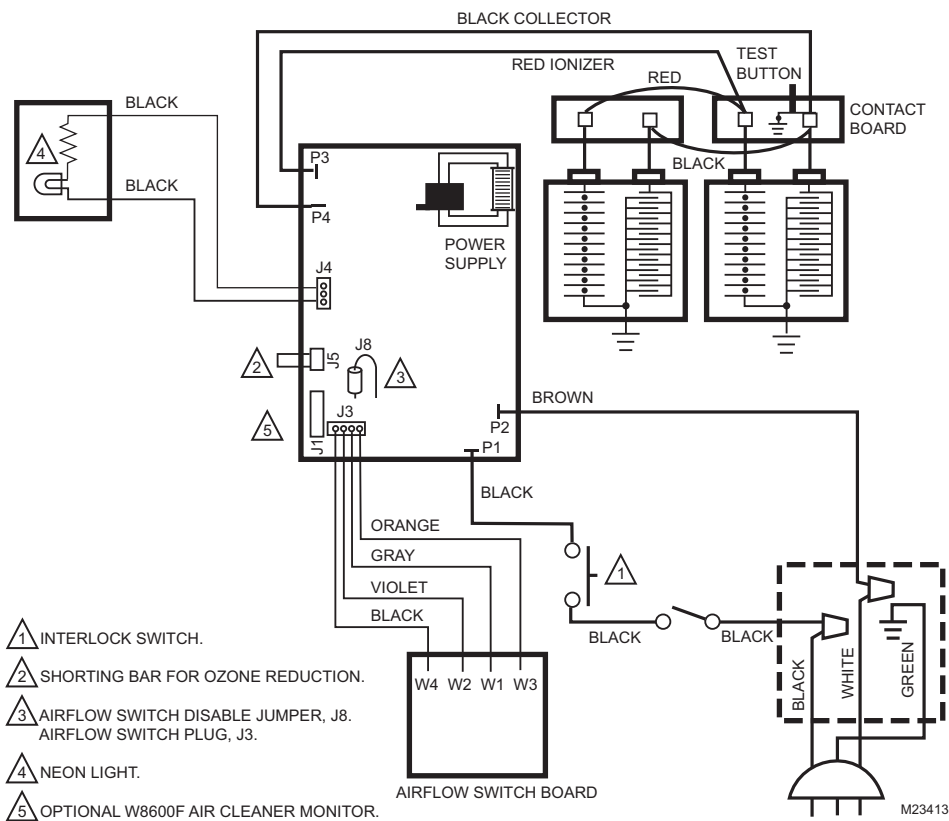 BLACK COLLECTOR
RED IONIZER
TEST
BUTTON
RED
CONTACT
BOARD
BLACK
BLACK
4
BLACK
P3
P4
POWER
SUPPLY
J4
2
J5
J8
3
5
J1
J3
P2
P1
BROWN
BLACK
ORANGE
GRAY
VIOLET
BLACK
1
BLACK
BLACK
BLACK
WHITE
GREEN
W4 W2 W1 W3
AIRFLOW SWITCH BOARD
1 INTERLOCK SWITCH.
2 SHORTING BAR FOR OZONE REDUCTION.
3 AIRFLOW SWITCH DISABLE JUMPER, J8.
AIRFLOW SWITCH PLUG, J3.
4 NEON LIGHT.
5 OPTIONAL W8600F AIR CLEANER MONITOR.
M23413